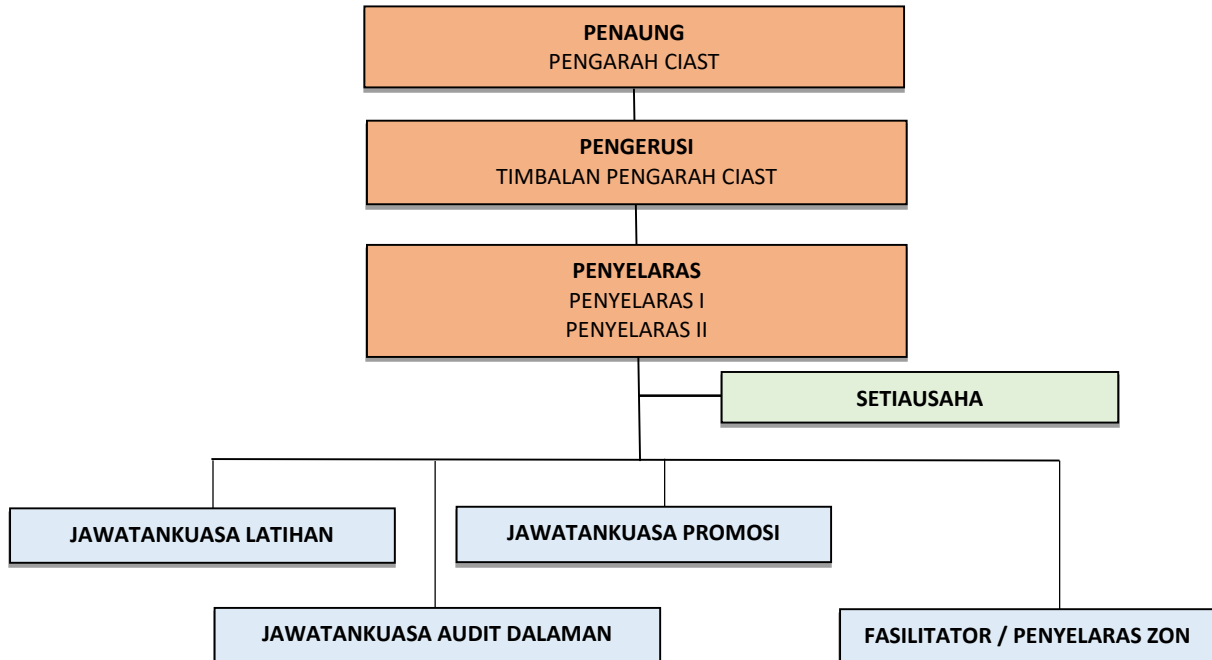 PENAUNG
PENGARAH CIAST
PENGERUSI
TIMBALAN PENGARAH CIAST
PENYELARAS
PENYELARAS I
PENYELARAS II
SETIAUSAHA
JAWATANKUASA LATIHAN
JAWATANKUASA PROMOSI
JAWATANKUASA AUDIT DALAMAN
FASILITATOR / PENYELARAS ZON